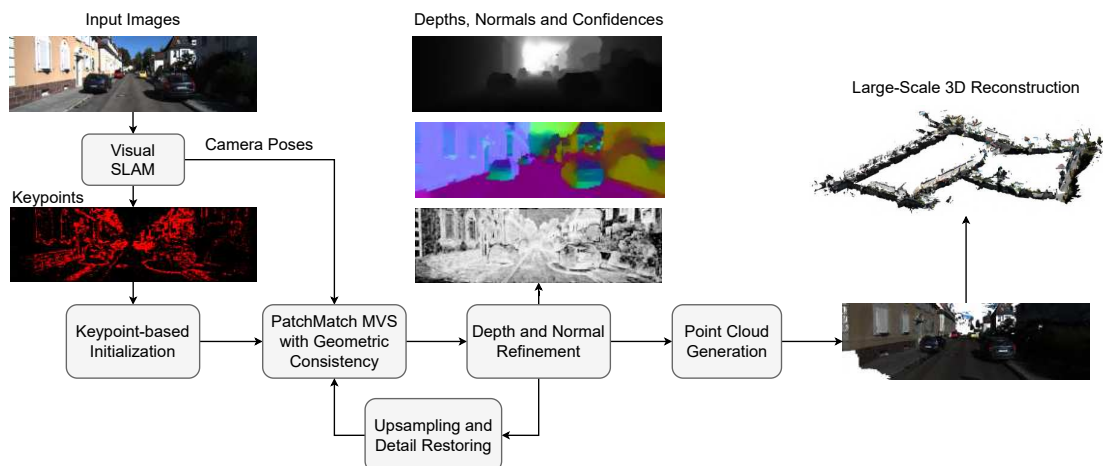 Input Images
Depths, Normals and Confidences
Large-Scale 3D Reconstruction
Visual
SLAM
Camera Poses
Keypoints
Keypoint-based
Initialization
PatchMatch MVS
with Geometric
Consistency
Depth and Normal
Refinement
Point Cloud
Generation
Upsampling and
Detail Restoring